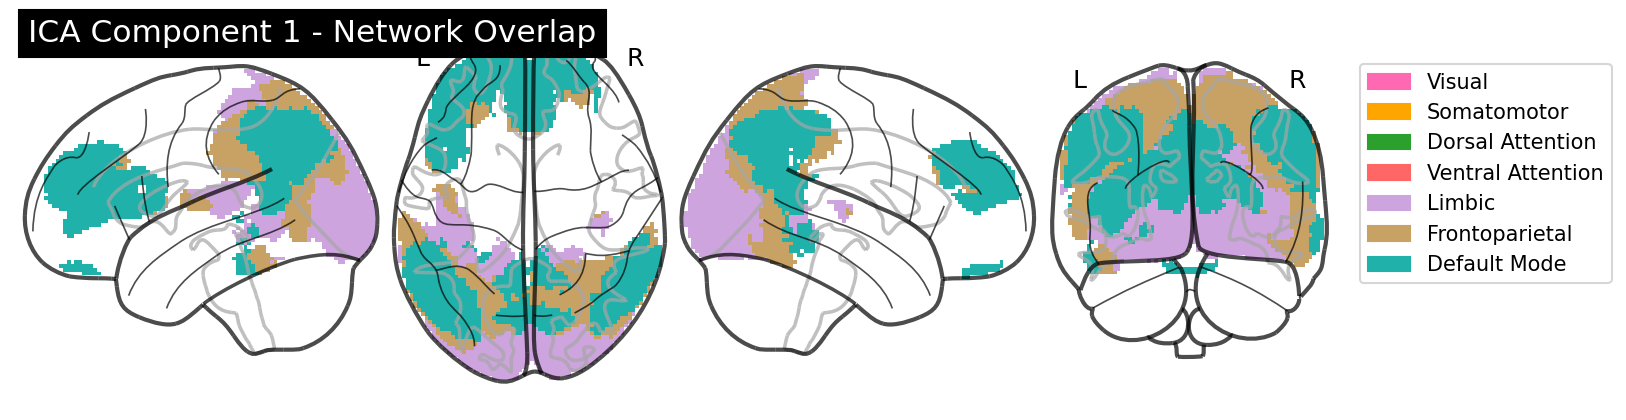 ICA Component 1 - Network Overlap
L
R
L
R
Visual
Somatomotor
Dorsal Attention
Ventral Attention
Limbic
Frontoparietal
Default Mode